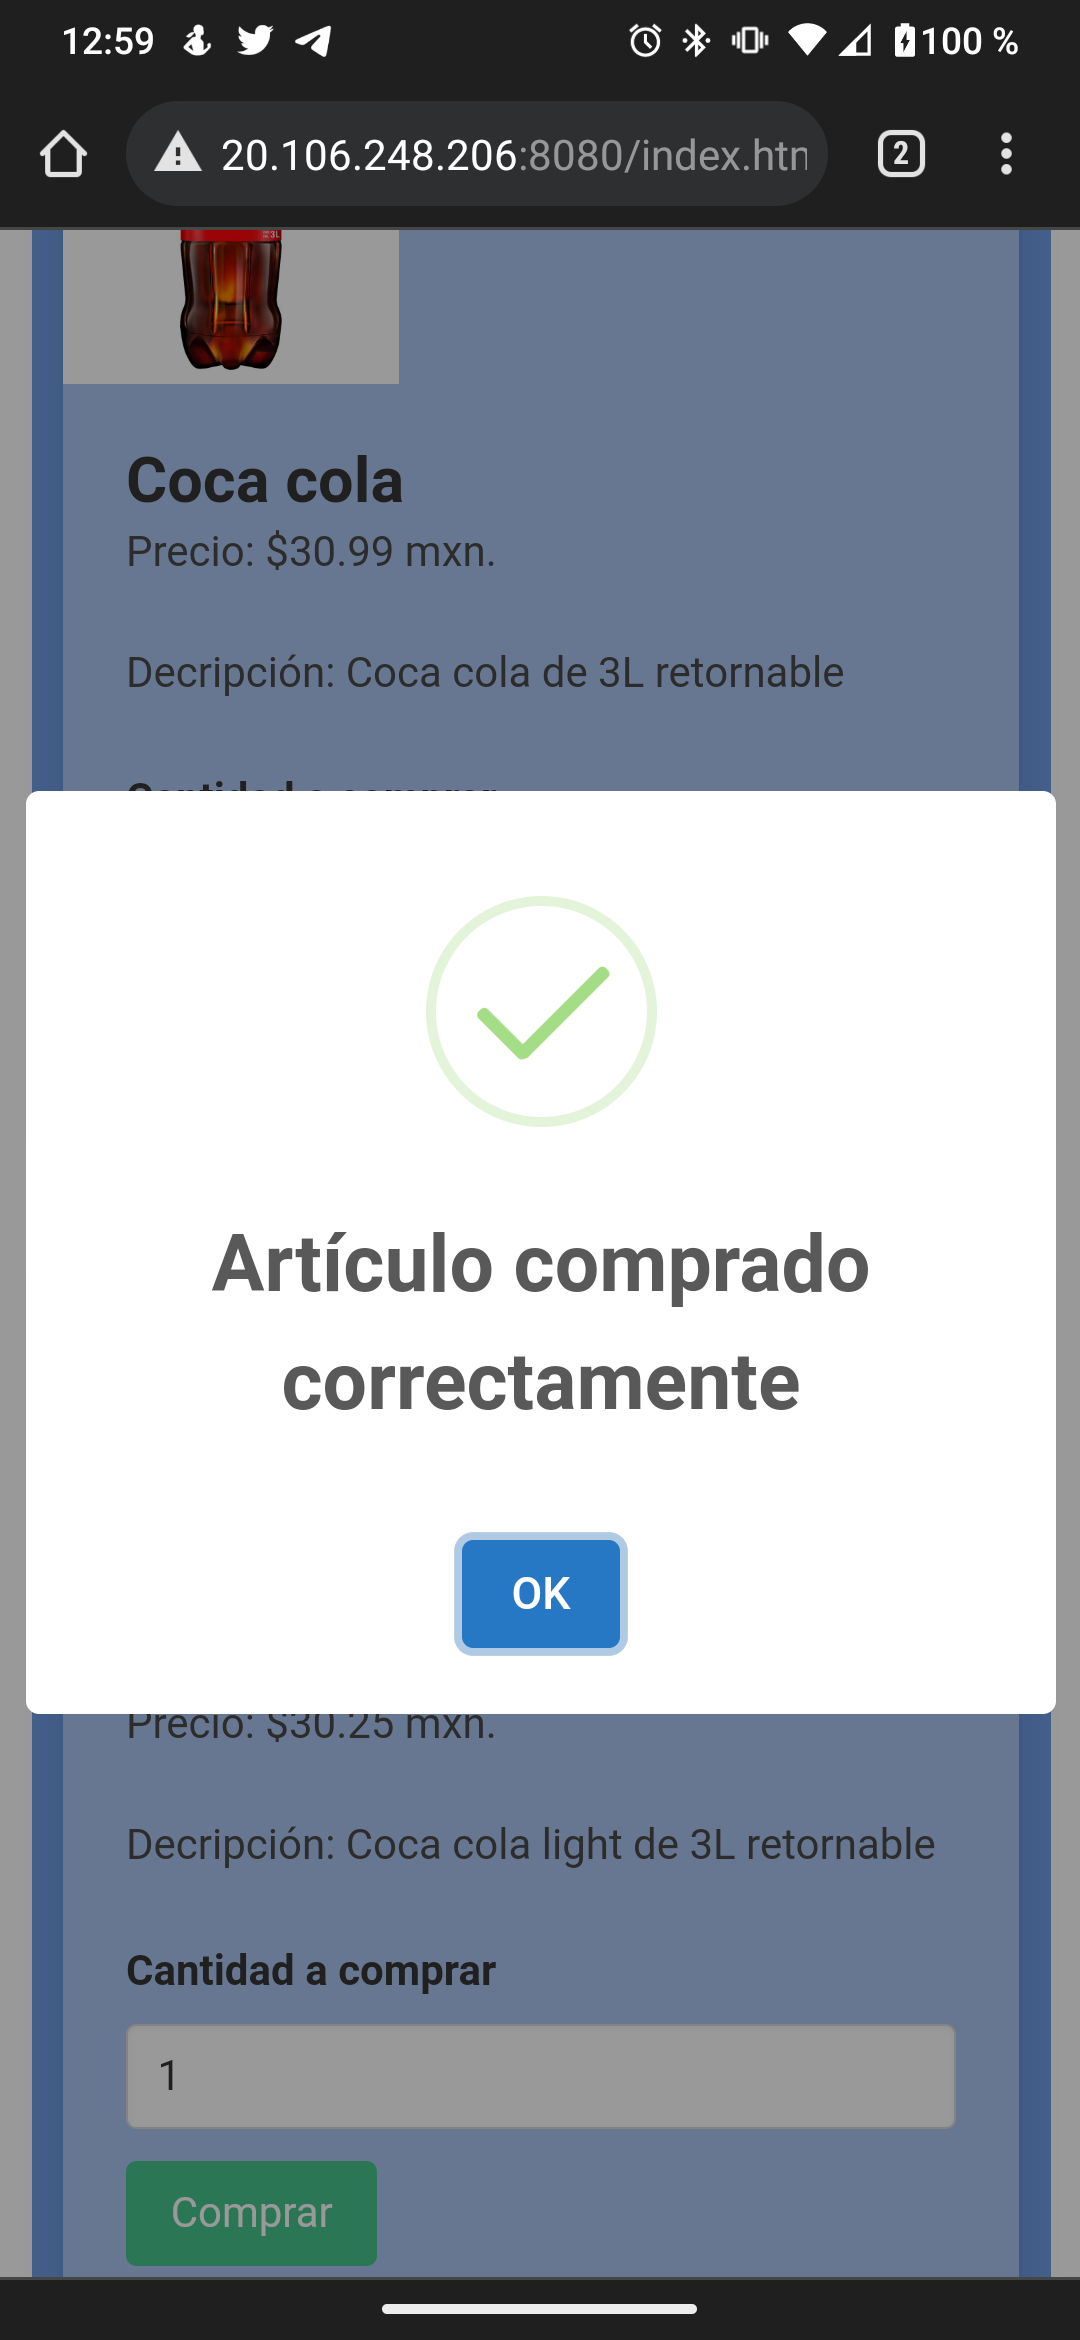 12:59
100 %
20.106.248.206:8080/index.htn
2
3L
Coca cola
Precio: $30.99 mxn.
Decripción: Coca cola de 3L retornable
Cantidad a comprar
Artículo comprado
correctamente
OK
Precio: $30.25 mxn.
Decripción: Coca cola light de 3L retornable
Cantidad a comprar
1
Comprar